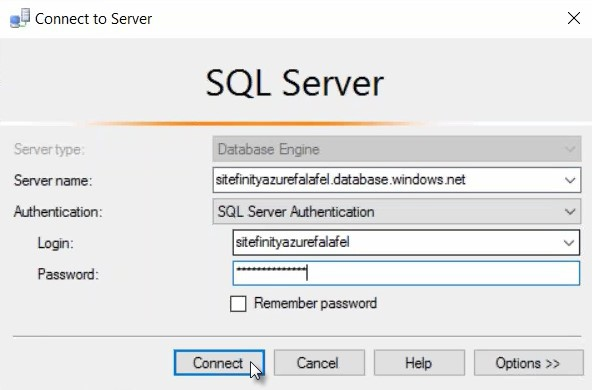 Connect to Server
SQL Server
Server type: Database Engine
Server name: sitefinityazurefalafel.database.windows.net
Authentication: SQL Server Authentication
Login: sitefinityazurefalafel
Password: **************
Remember password
Connect Cancel Help Options >>